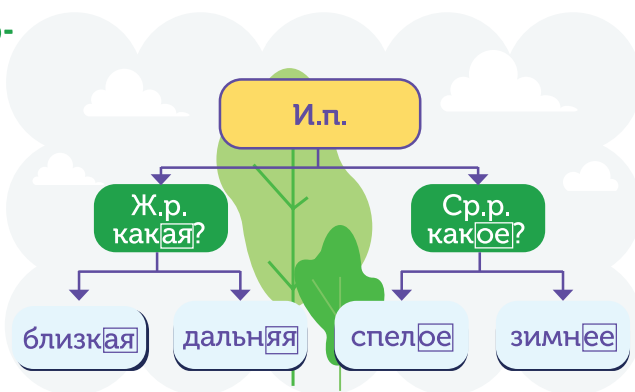 И.п.
Ж.р.
какая?
Ср.р.
какое?
близкая
дальняя
спелое
зимнее